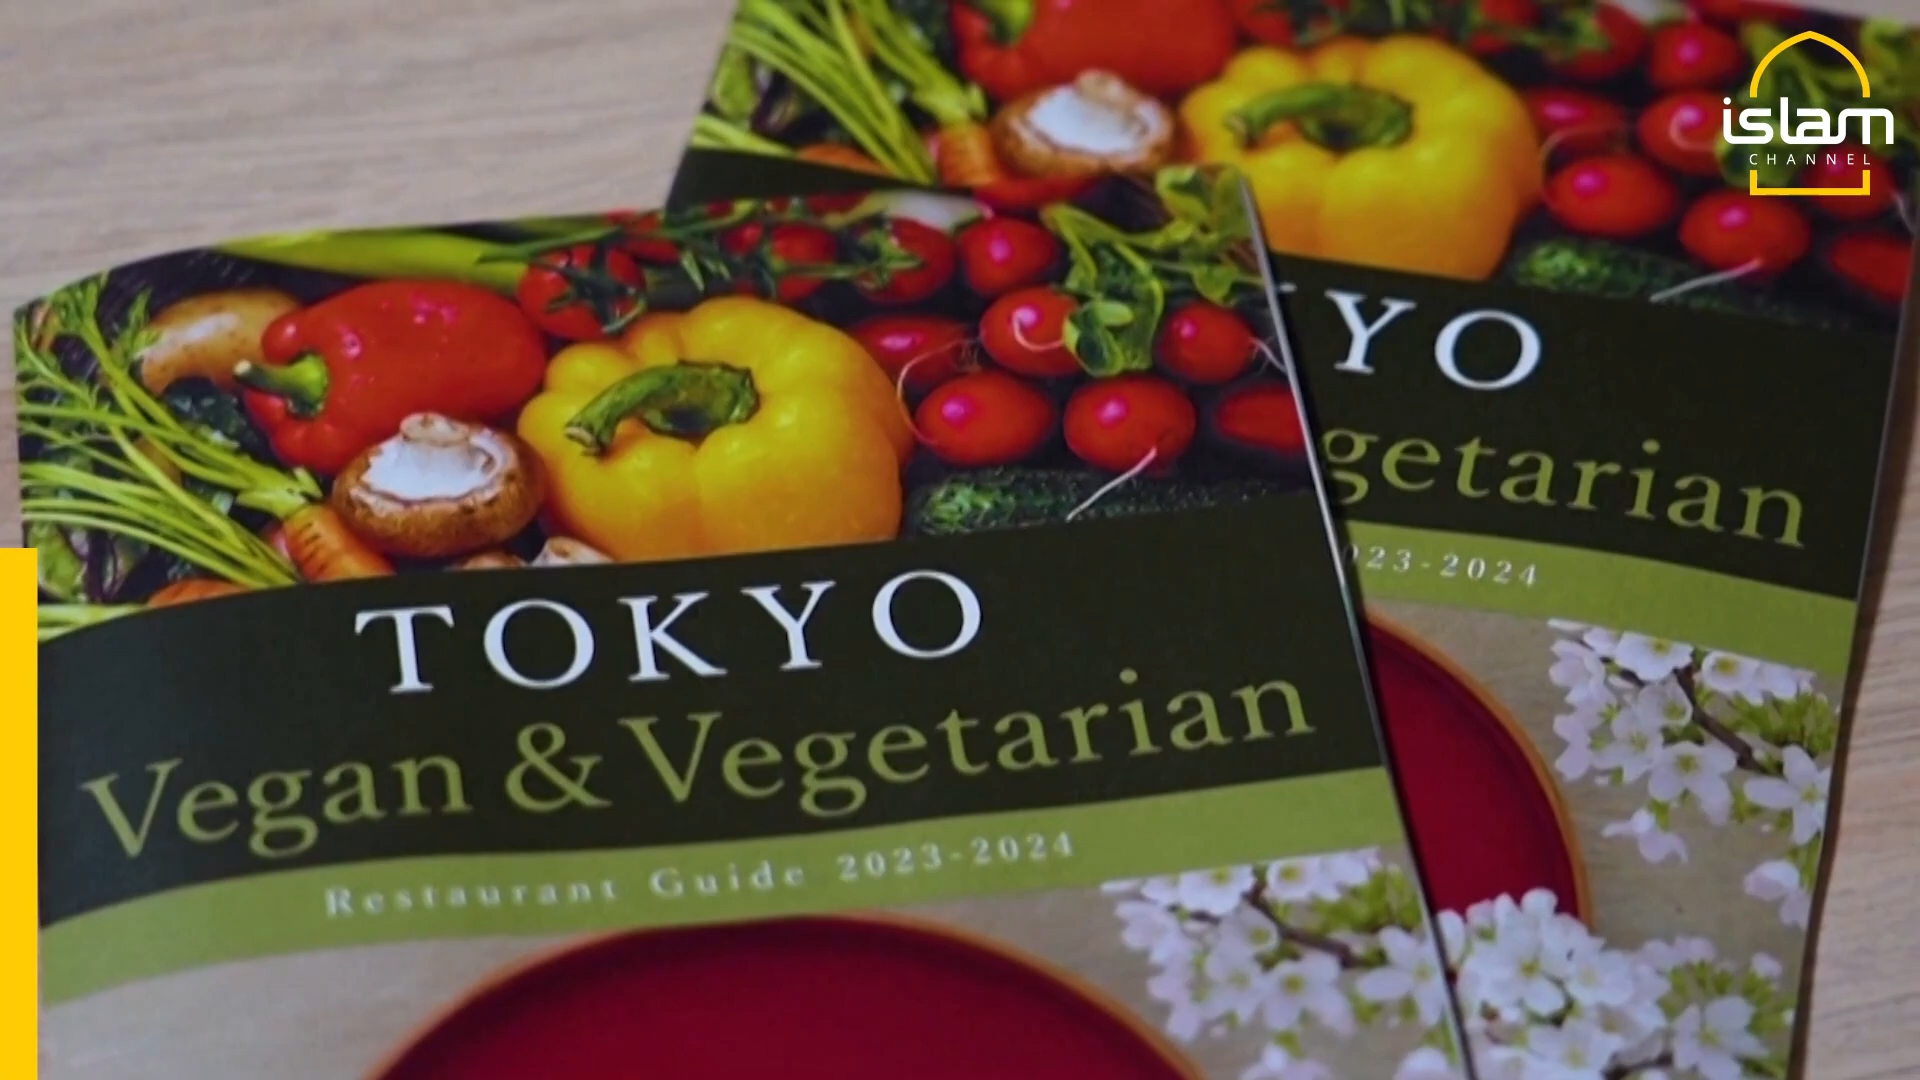 islam
CHANNEL
TOKYO
Vegan & Vegetarian
Restaurant Guide 2023-2024
YO
getarian
023-2024